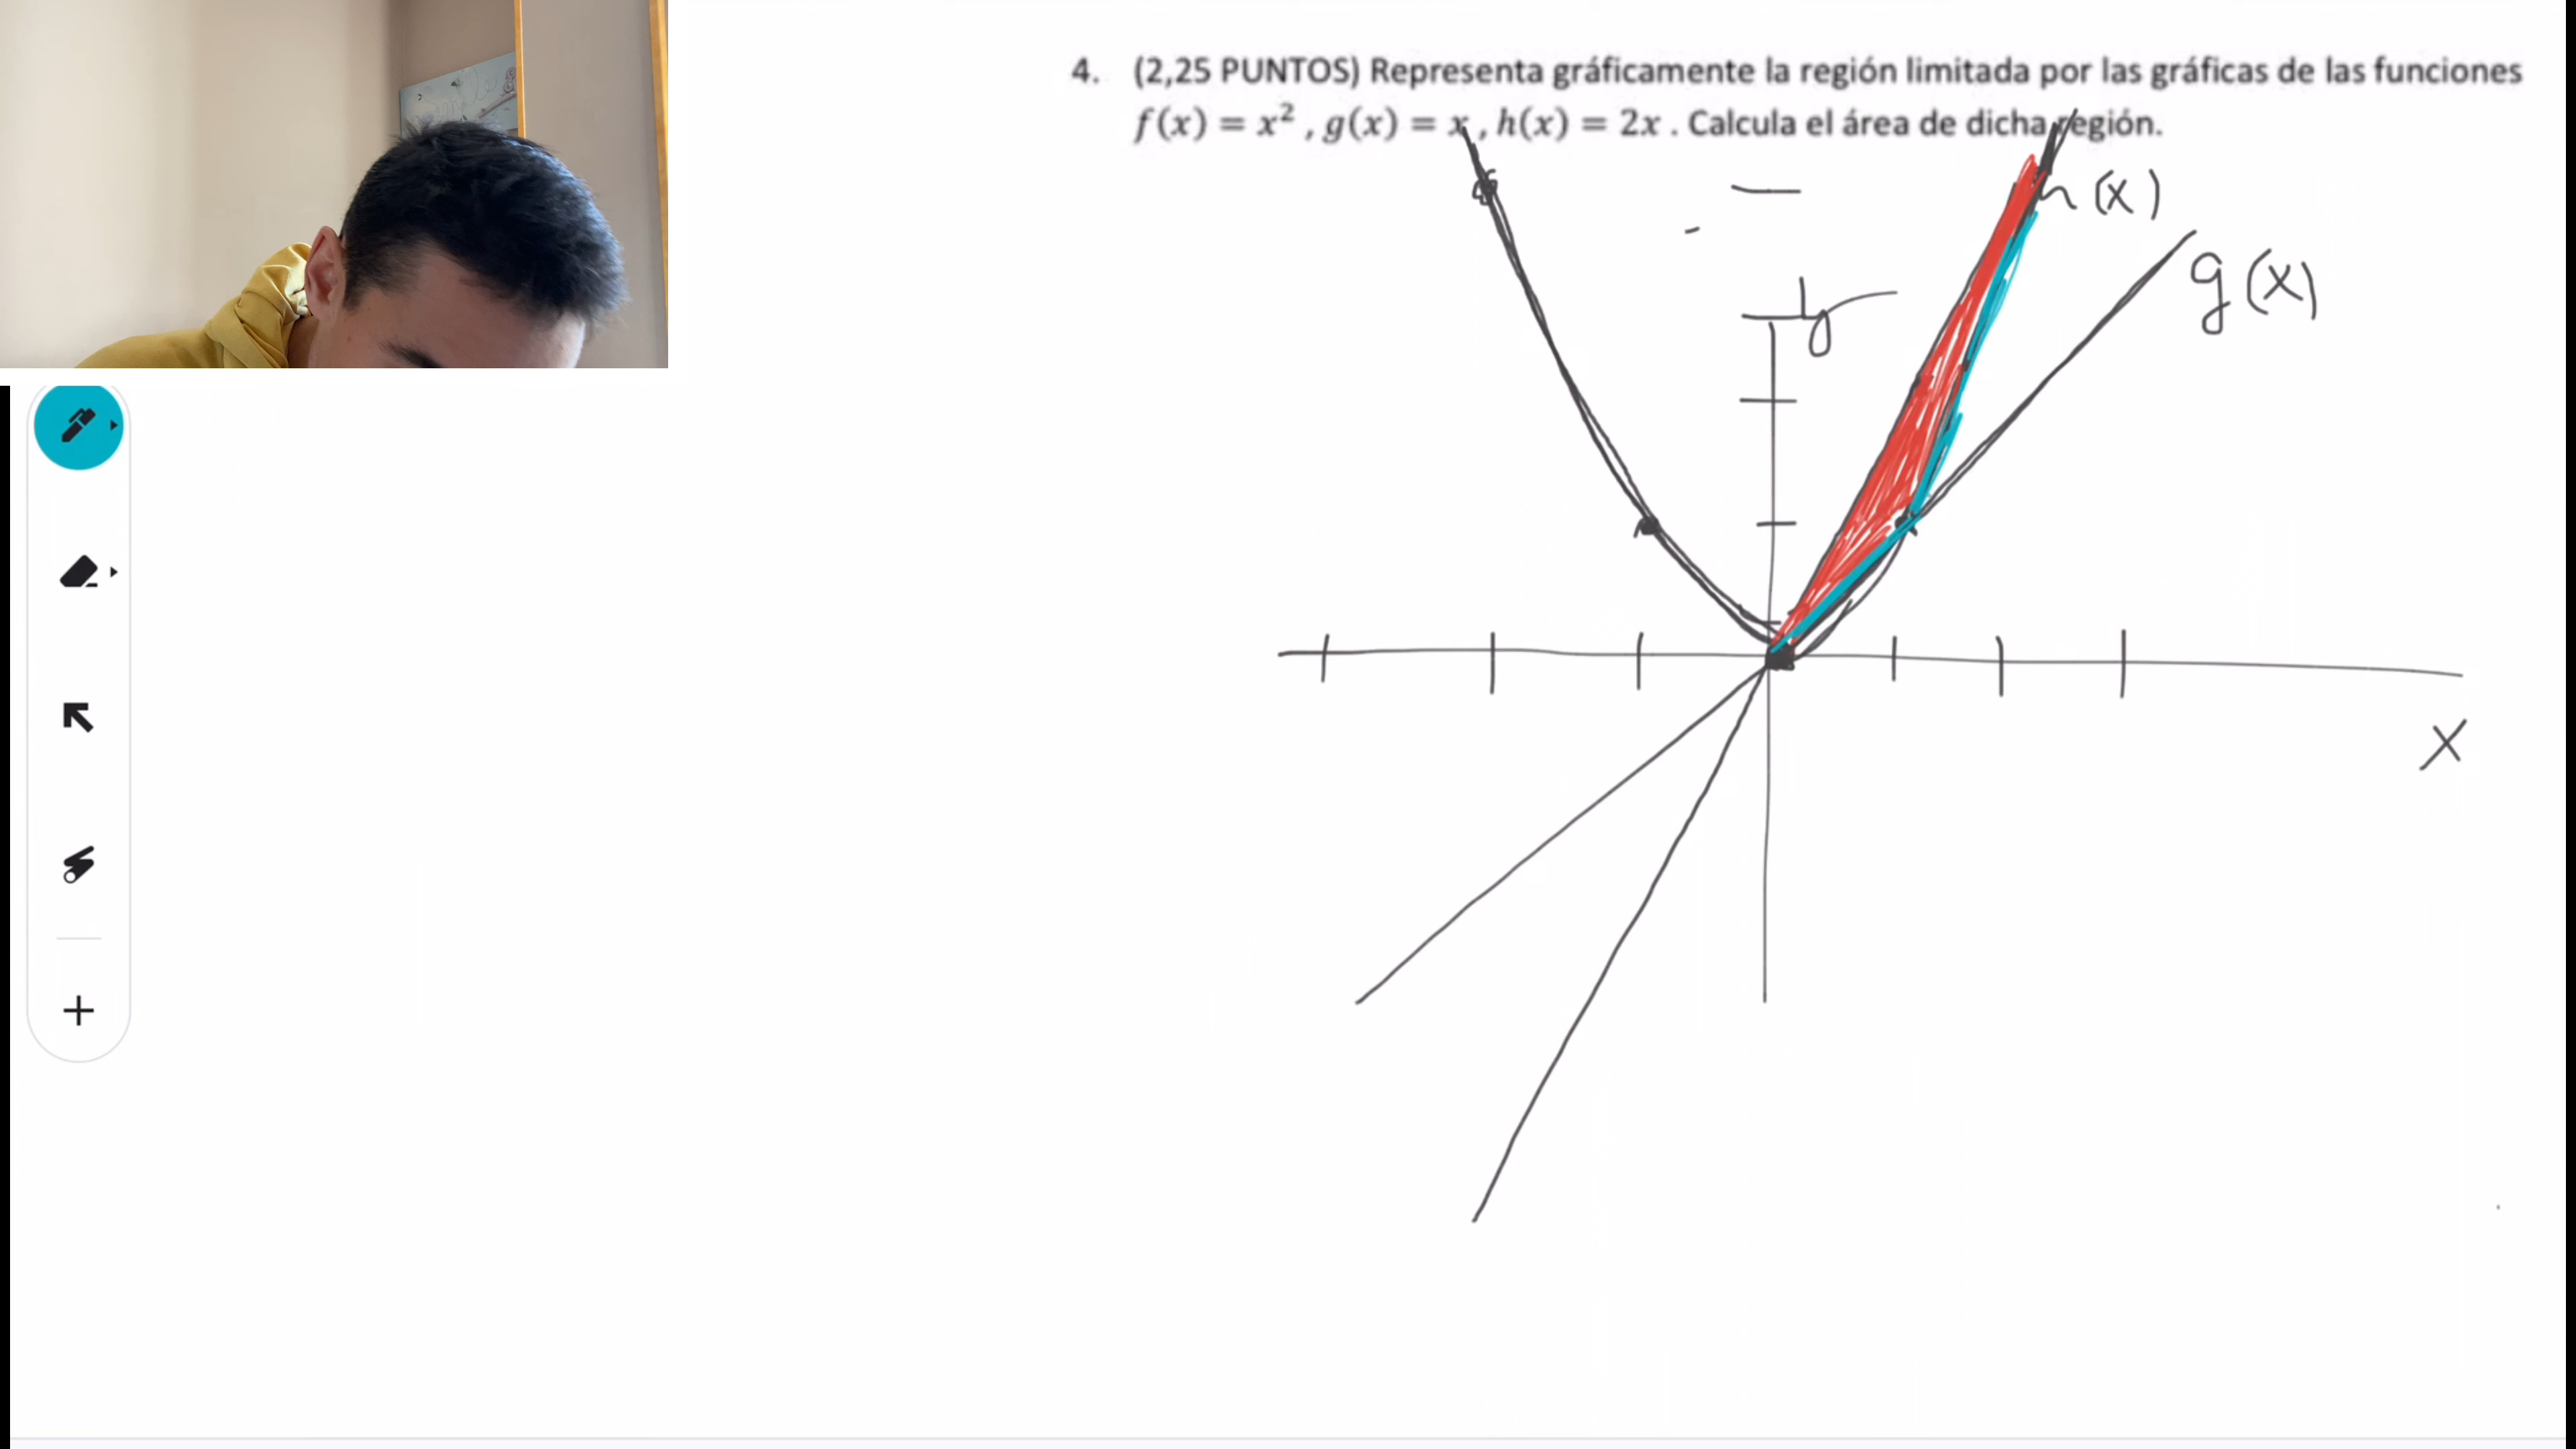 4. (2,25 PUNTOS) Representa gráficamente la región limitada por las gráficas de las funciones
f(x) = x² , g(x) = x , h(x) = 2x . Calcula el área de dicha región.
h(x)
g(x)
y
x